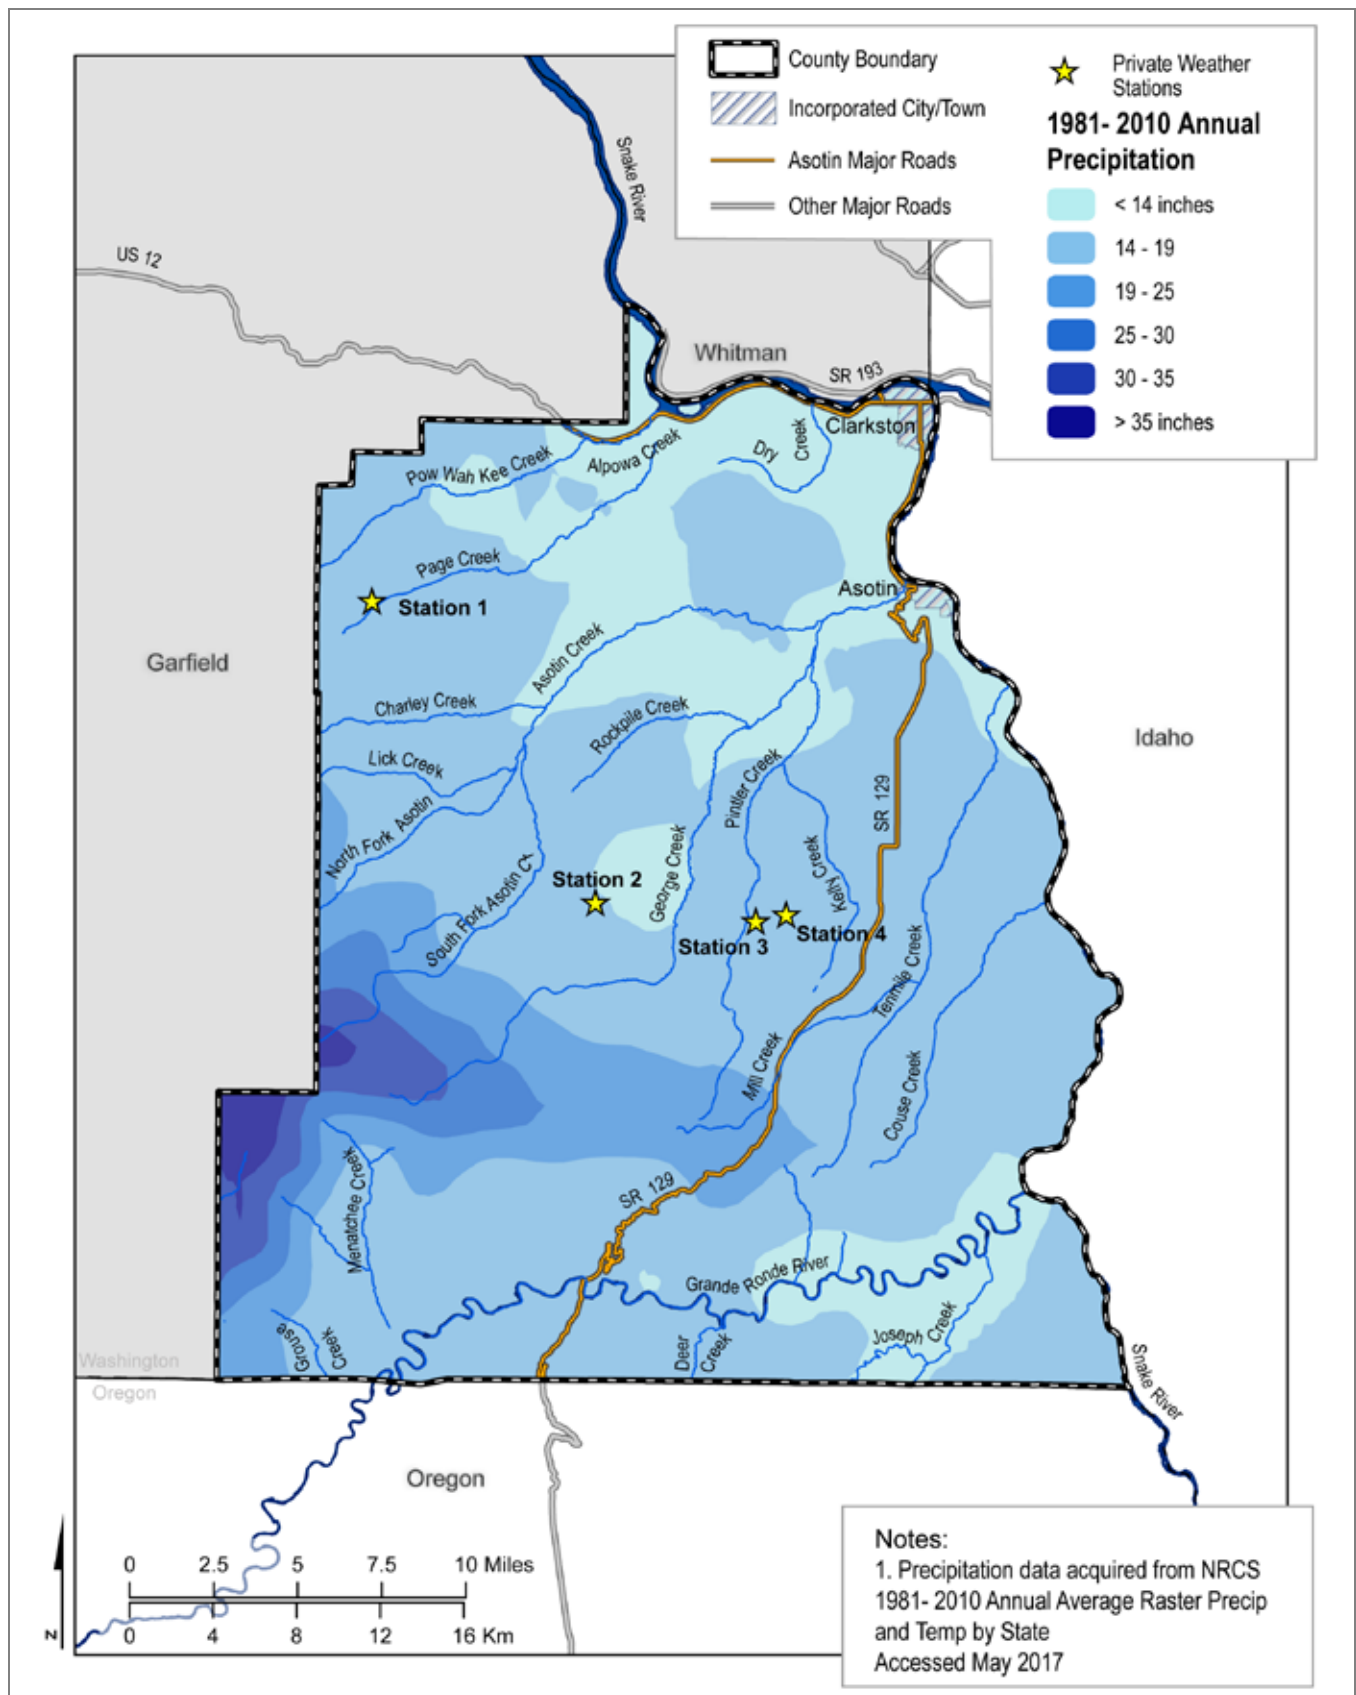 County Boundary
Incorporated City/Town
Asotin Major Roads
Other Major Roads
Private Weather
Stations
1981- 2010 Annual
Precipitation
< 14 inches
14 - 19
19 - 25
25 - 30
30 - 35
> 35 inches
Snake River
US 12
Whitman
SR 193
Clarkston
Dry
Creek
Alpowa Creek
Pow Wah Kee Creek
Page Creek
Station 1
Asotin
Garfield
Asotin Creek
Charley Creek
Rockpile Creek
Idaho
Lick Creek
North Fork Asotin
Pintler Creek
SR 129
Kelly Creek
George Creek
South Fork Asotin Ck
Station 2
Station 3
Station 4
Tenmile Creek
Mill Creek
Couse Creek
Menatchee Creek
SR 129
Grande Ronde River
Grouse
Creek
Deer
Creek
Joseph Creek
Snake River
Washington
Oregon
Oregon
0 2.5 5 7.5 10 Miles
0 4 8 12 16 Km
N
Notes:
1. Precipitation data acquired from NRCS
1981- 2010 Annual Average Raster Precip
and Temp by State
Accessed May 2017